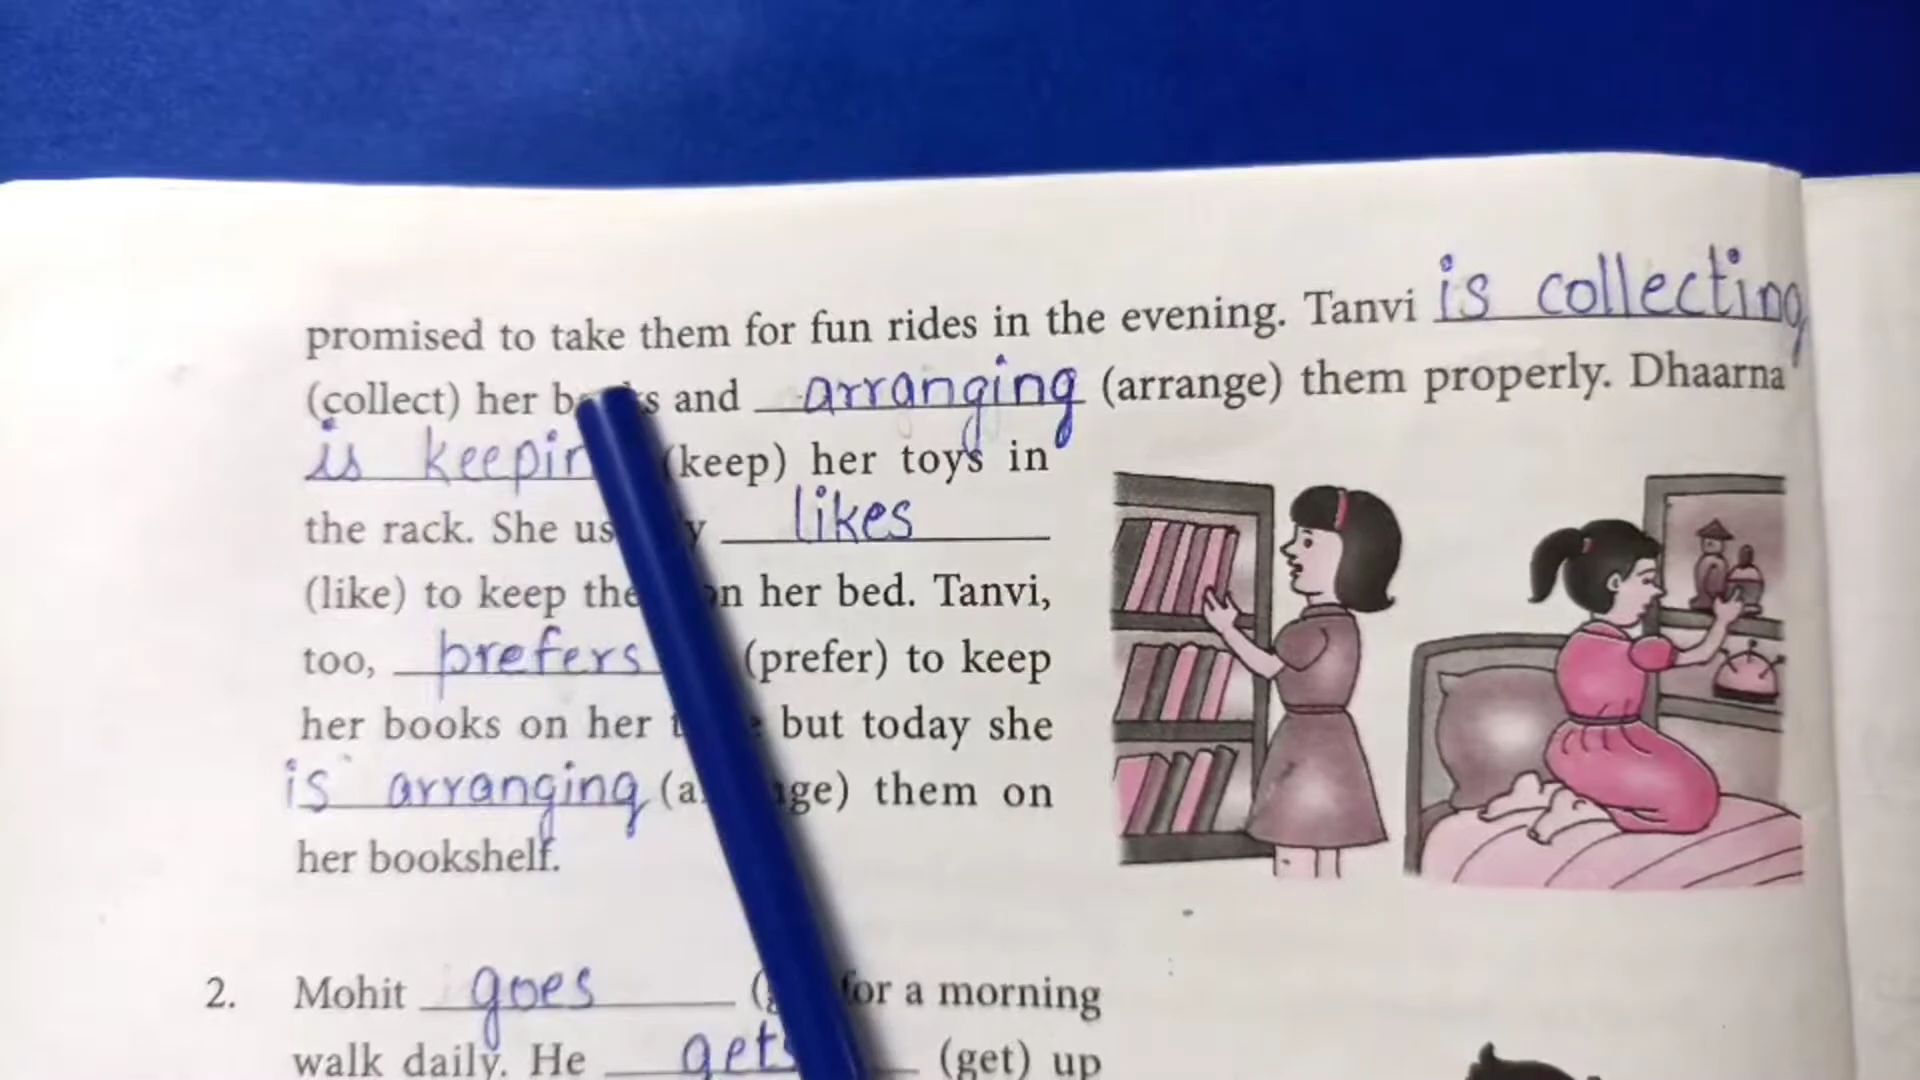 promised to take them for fun rides in the evening. Tanvi is collecting
(collect) her and arranging (arrange) them properly. Dhaarna
is (keep) her toys in
the rack. She likes
(like) to keep on her bed. Tanvi,
too, prefers (prefer) to keep
her books on her but today she
is arranging them on
her bookshelf.
2. Mohit goes for a morning
walk daily. He gets (get) up